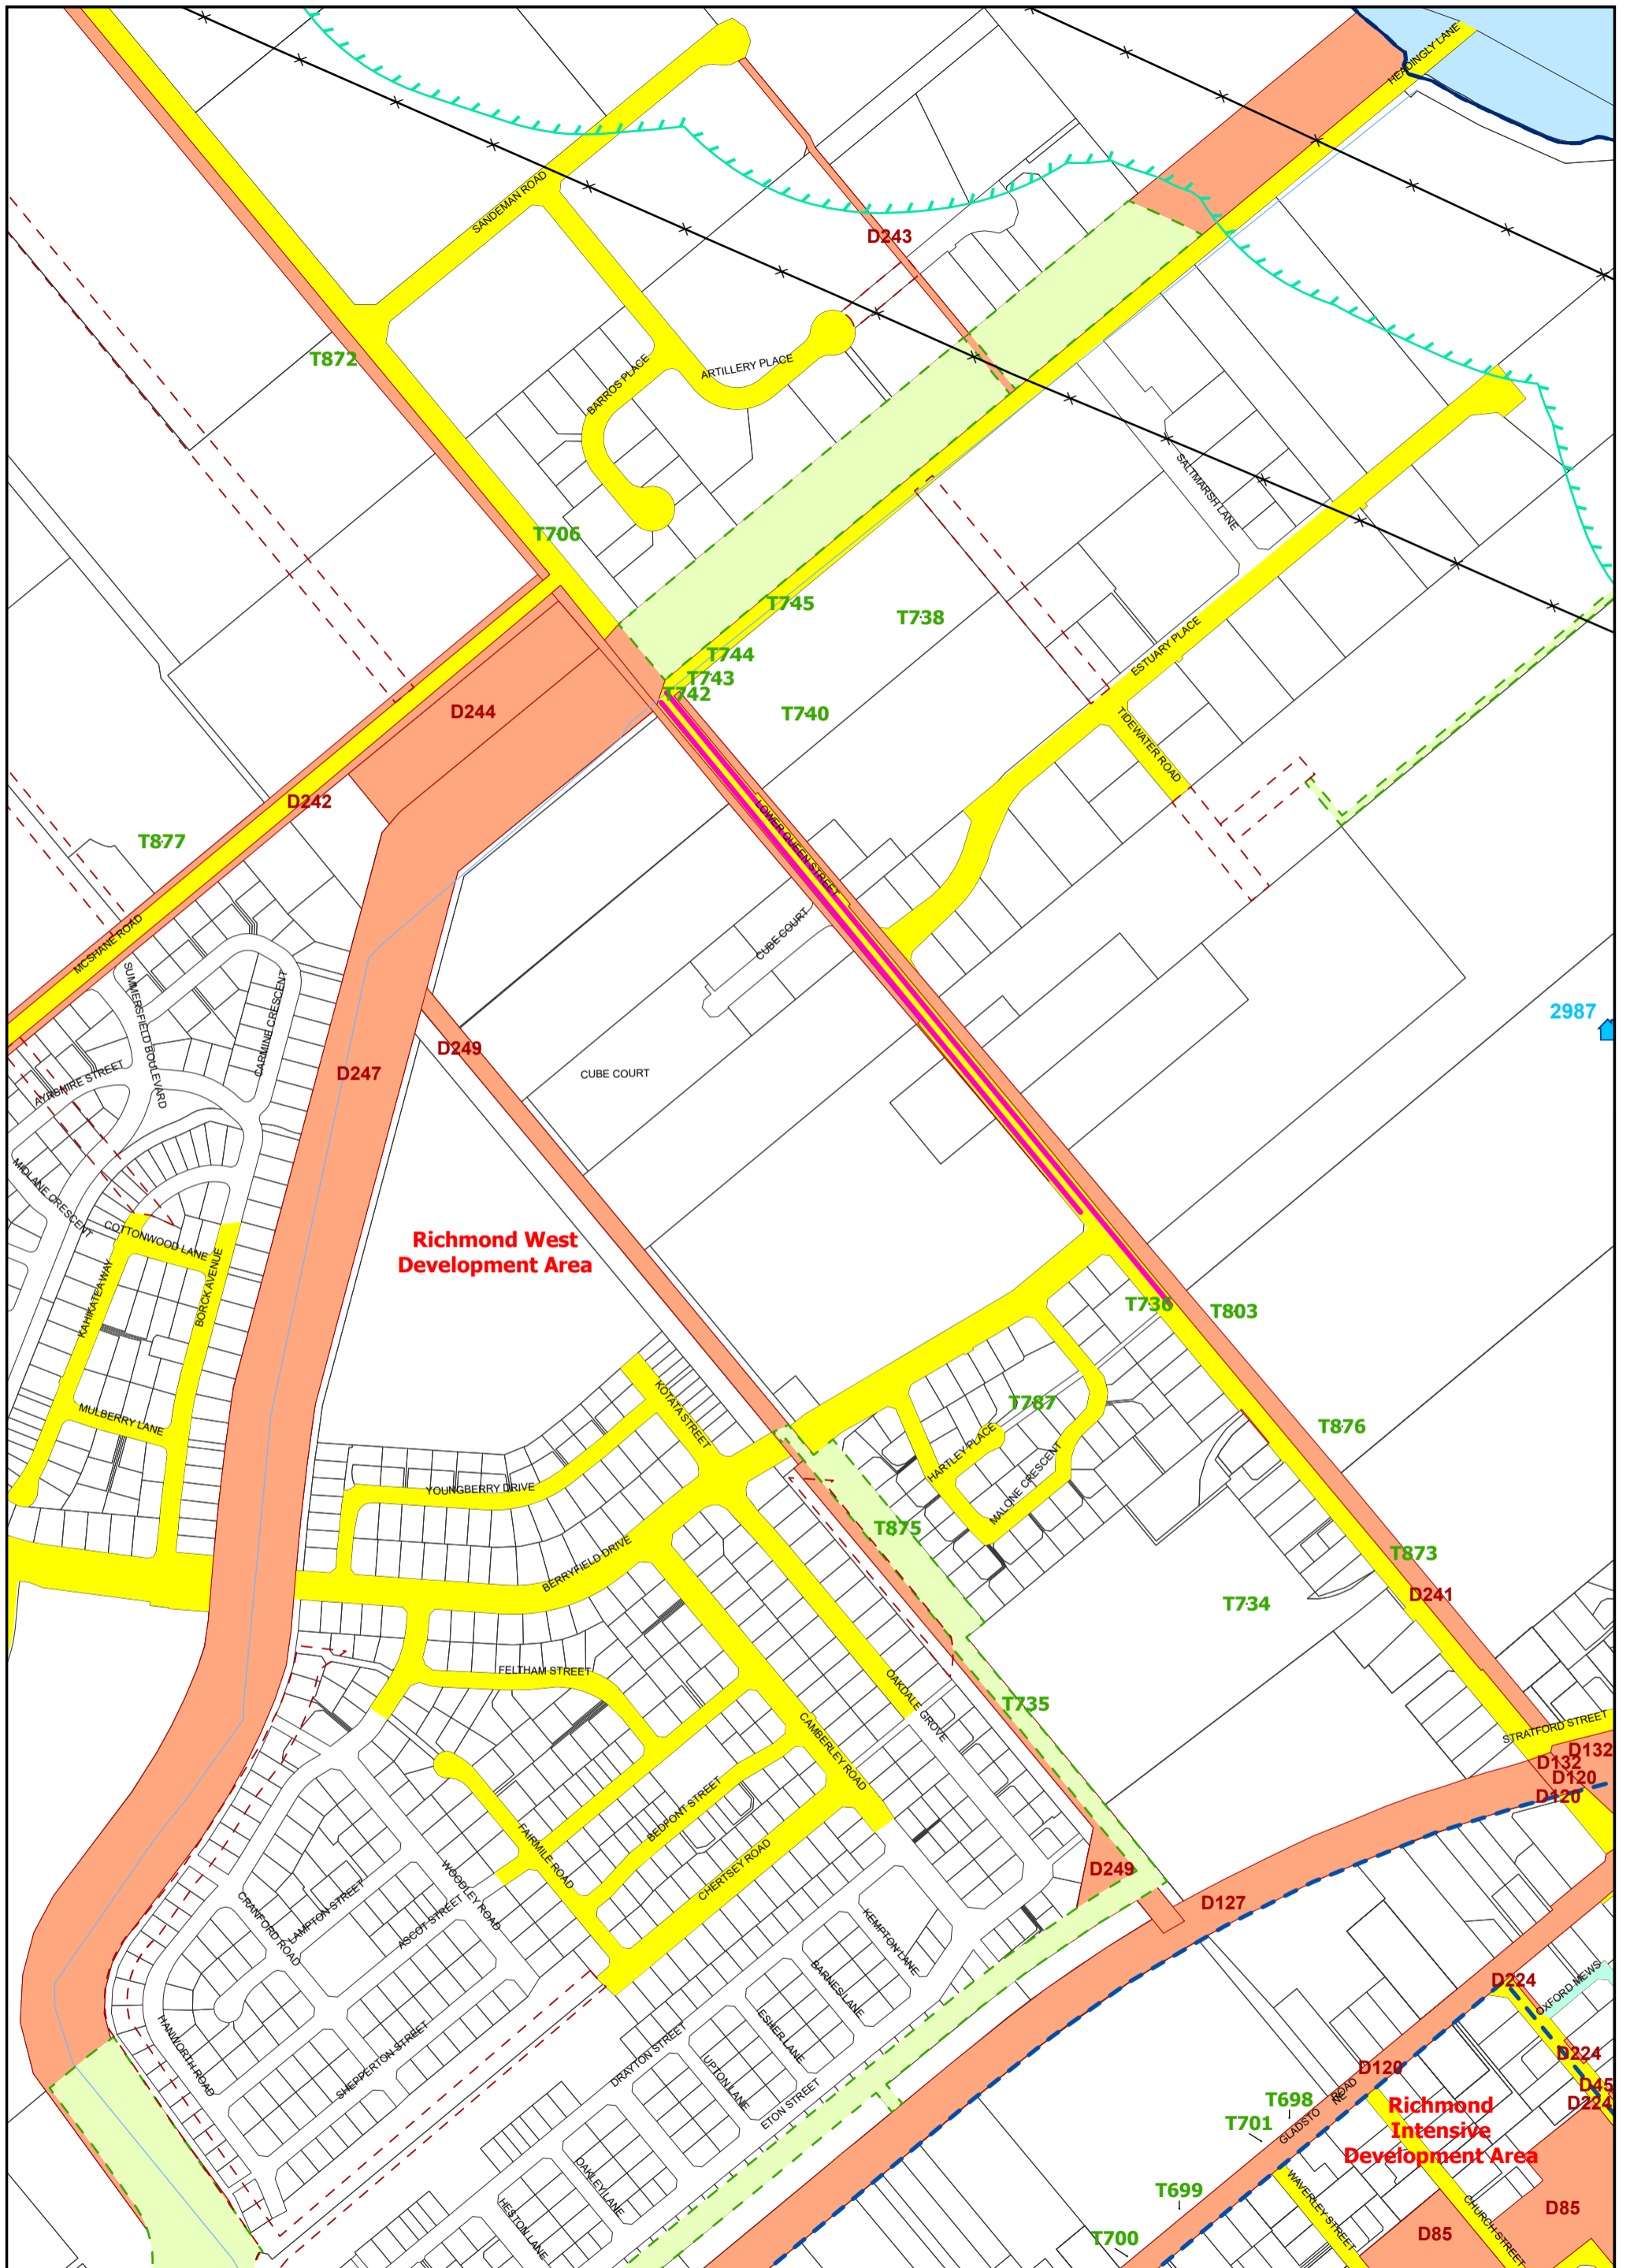 HEADINGLY LANE
SANDEMAN ROAD
D243
T872
BARROS PLACE
ARTILLERY PLACE
SALTMARSH LANE
T706
T745
T738
T744
T743
T742
T740
ESTUARY PLACE
TIDEWATER ROAD
D244
D242
T877
LOWER QUEEN STREET
CUBE COURT
MCSHANE ROAD
SUMMERSFIELD BOULEVARD
CARMINE CRESCENT
2987
D249
D247
CUBE COURT
AYRSHIRE STREET
MIDLANE CRESCENT
COTTONWOOD LANE
Richmond West
Development Area
KAHIKATEA WAY
BORCK AVENUE
T736
T803
MULBERRY LANE
KOTATA STREET
T787
T876
HARTLEY PLACE
MALONE CRESCENT
YOUNGBERRY DRIVE
T875
T873
BERRYFIELD DRIVE
D241
T734
FELTHAM STREET
OAKDALE GROVE
T735
CAMBERLEY ROAD
STRATFORD STREET
D132
D132
D120
D120
BEDFONT STREET
FAIRMILE ROAD
CHERTSEY ROAD
WOODLEY ROAD
D249
D127
CRANFORD ROAD
LAMPTON STREET
ASCOT STREET
KEMPTON LANE
BARNES LANE
ESHER LANE
D224
OXFORD MEWS
HANWORTH ROAD
SHEPPERTON STREET
DRAYTON STREET
UPTON LANE
ETON STREET
D224
D120
D45
D224
T698
T701
GLADSTO
NE
ROAD
Richmond
Intensive
Development Area
OAKLEY LANE
HESTON LANE
T699
WAVERLEY STREET
CHURCH STREET
D85
D85
T700